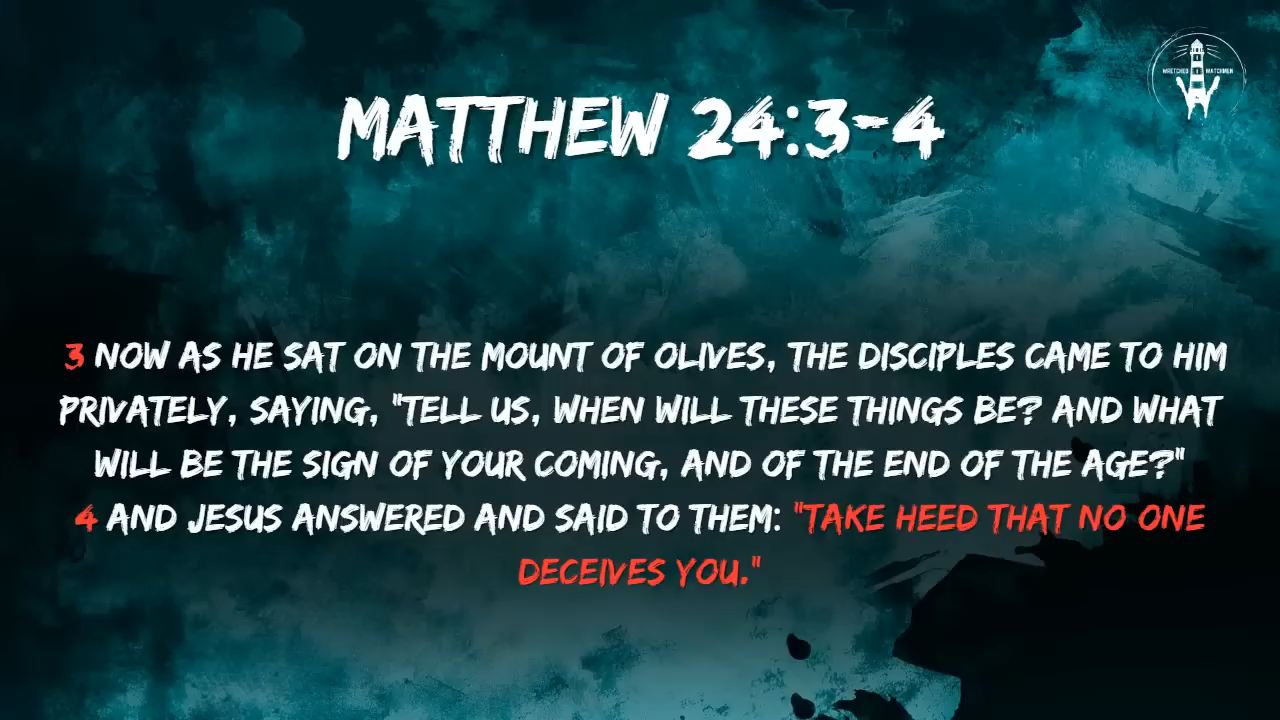 WRETCHED WATCHMEN
MATTHEW 24:3-4
3 NOW AS HE SAT ON THE MOUNT OF OLIVES, THE DISCIPLES CAME TO HIM
PRIVATELY, SAYING, "TELL US, WHEN WILL THESE THINGS BE? AND WHAT
WILL BE THE SIGN OF YOUR COMING, AND OF THE END OF THE AGE?"
4 AND JESUS ANSWERED AND SAID TO THEM: "TAKE HEED THAT NO ONE
DECEIVES YOU."